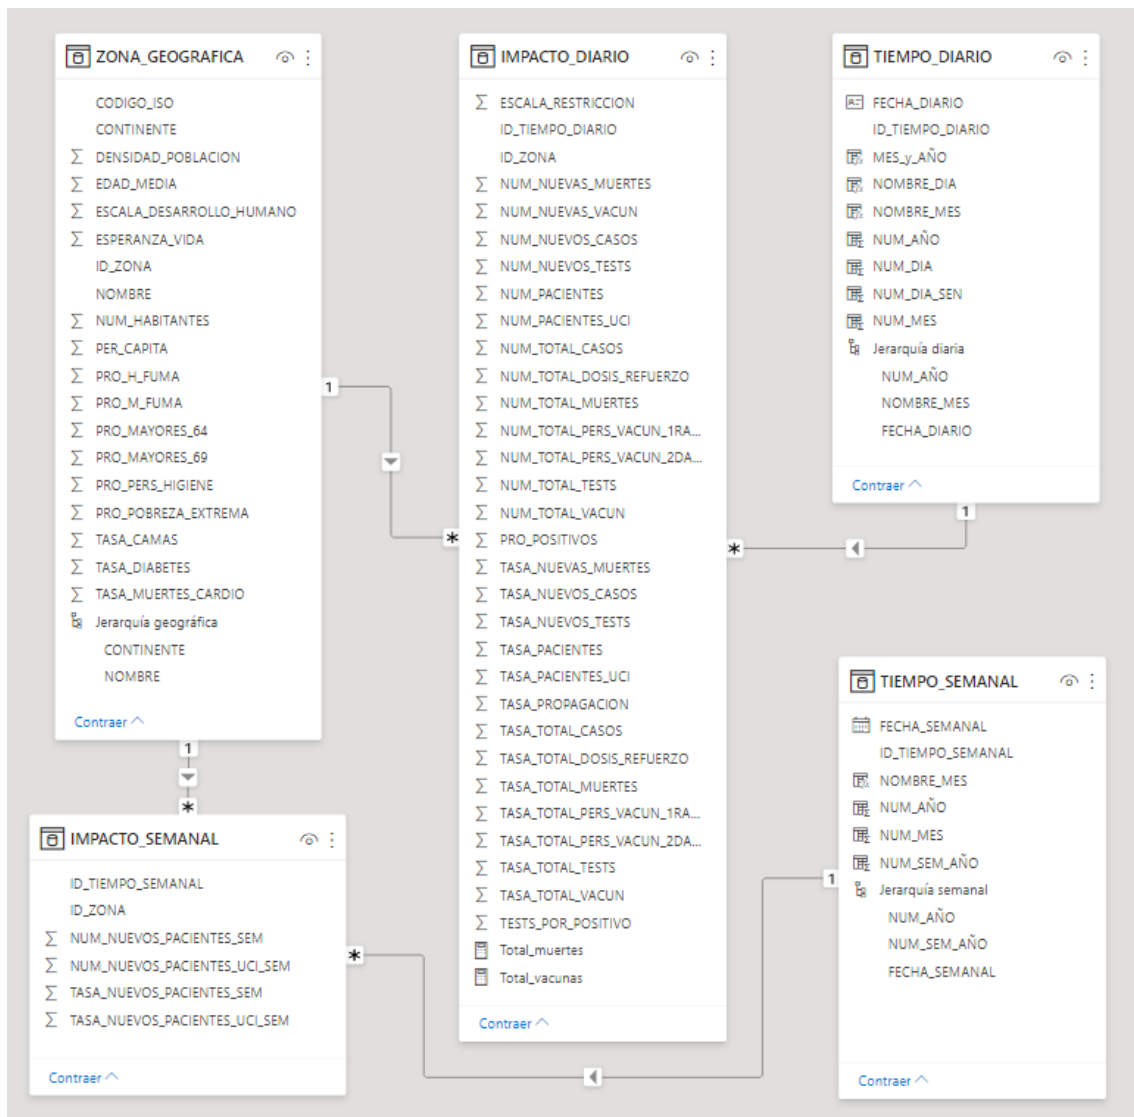 ZONA_GEOGRAFICA
CODIGO_ISO
CONTINENTE
DENSIDAD_POBLACION
EDAD_MEDIA
ESCALA_DESARROLLO_HUMANO
ESPERANZA_VIDA
ID_ZONA
NOMBRE
NUM_HABITANTES
PER_CAPITA
PRO_H_FUMA
PRO_M_FUMA
PRO_MAYORES_64
PRO_MAYORES_69
PRO_PERS_HIGIENE
PRO_POBREZA_EXTREMA
TASA_CAMAS
TASA_DIABETES
TASA_MUERTES_CARDIO
Jerarquía geográfica
CONTINENTE
NOMBRE
Contraer
1
*
1
*
IMPACTO_DIARIO
ESCALA_RESTRICCION
ID_TIEMPO_DIARIO
ID_ZONA
NUM_NUEVAS_MUERTES
NUM_NUEVAS_VACUN
NUM_NUEVOS_CASOS
NUM_NUEVOS_TESTS
NUM_PACIENTES
NUM_PACIENTES_UCI
NUM_TOTAL_CASOS
NUM_TOTAL_DOSIS_REFUERZO
NUM_TOTAL_MUERTES
NUM_TOTAL_PERS_VACUN_1RA...
NUM_TOTAL_PERS_VACUN_2DA...
NUM_TOTAL_TESTS
NUM_TOTAL_VACUN
PRO_POSITIVOS
TASA_NUEVAS_MUERTES
TASA_NUEVOS_CASOS
TASA_NUEVOS_TESTS
TASA_PACIENTES
TASA_PACIENTES_UCI
TASA_PROPAGACION
TASA_TOTAL_CASOS
TASA_TOTAL_DOSIS_REFUERZO
TASA_TOTAL_MUERTES
TASA_TOTAL_PERS_VACUN_1RA...
TASA_TOTAL_PERS_VACUN_2DA...
TASA_TOTAL_TESTS
TASA_TOTAL_VACUN
TESTS_POR_POSITIVO
Total_muertes
Total_vacunas
Contraer
TIEMPO_DIARIO
FECHA_DIARIO
ID_TIEMPO_DIARIO
MES_y_AÑO
NOMBRE_DIA
NOMBRE_MES
NUM_AÑO
NUM_DIA
NUM_DIA_SEN
NUM_MES
Jerarquía diaria
NUM_AÑO
NOMBRE_MES
FECHA_DIARIO
Contraer
1
*
IMPACTO_SEMANAL
ID_TIEMPO_SEMANAL
ID_ZONA
NUM_NUEVOS_PACIENTES_SEM
NUM_NUEVOS_PACIENTES_UCI_SEM
TASA_NUEVOS_PACIENTES_SEM
TASA_NUEVOS_PACIENTES_UCI_SEM
Contraer
*
1
TIEMPO_SEMANAL
FECHA_SEMANAL
ID_TIEMPO_SEMANAL
NOMBRE_MES
NUM_AÑO
NUM_MES
NUM_SEM_AÑO
Jerarquía semanal
NUM_AÑO
NUM_SEM_AÑO
FECHA_SEMANAL
Contraer